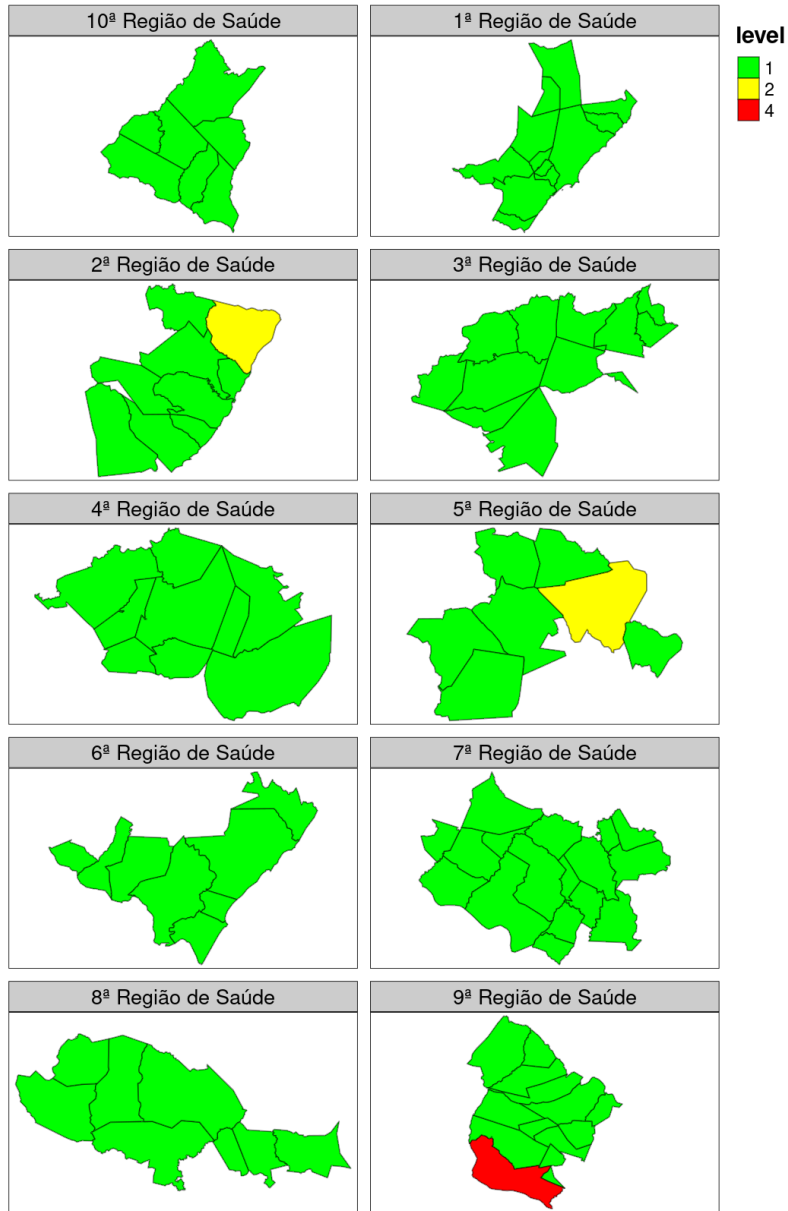 10ª Região de Saúde
1ª Região de Saúde
level
1
2
4
2ª Região de Saúde
3ª Região de Saúde
4ª Região de Saúde
5ª Região de Saúde
6ª Região de Saúde
7ª Região de Saúde
8ª Região de Saúde
9ª Região de Saúde